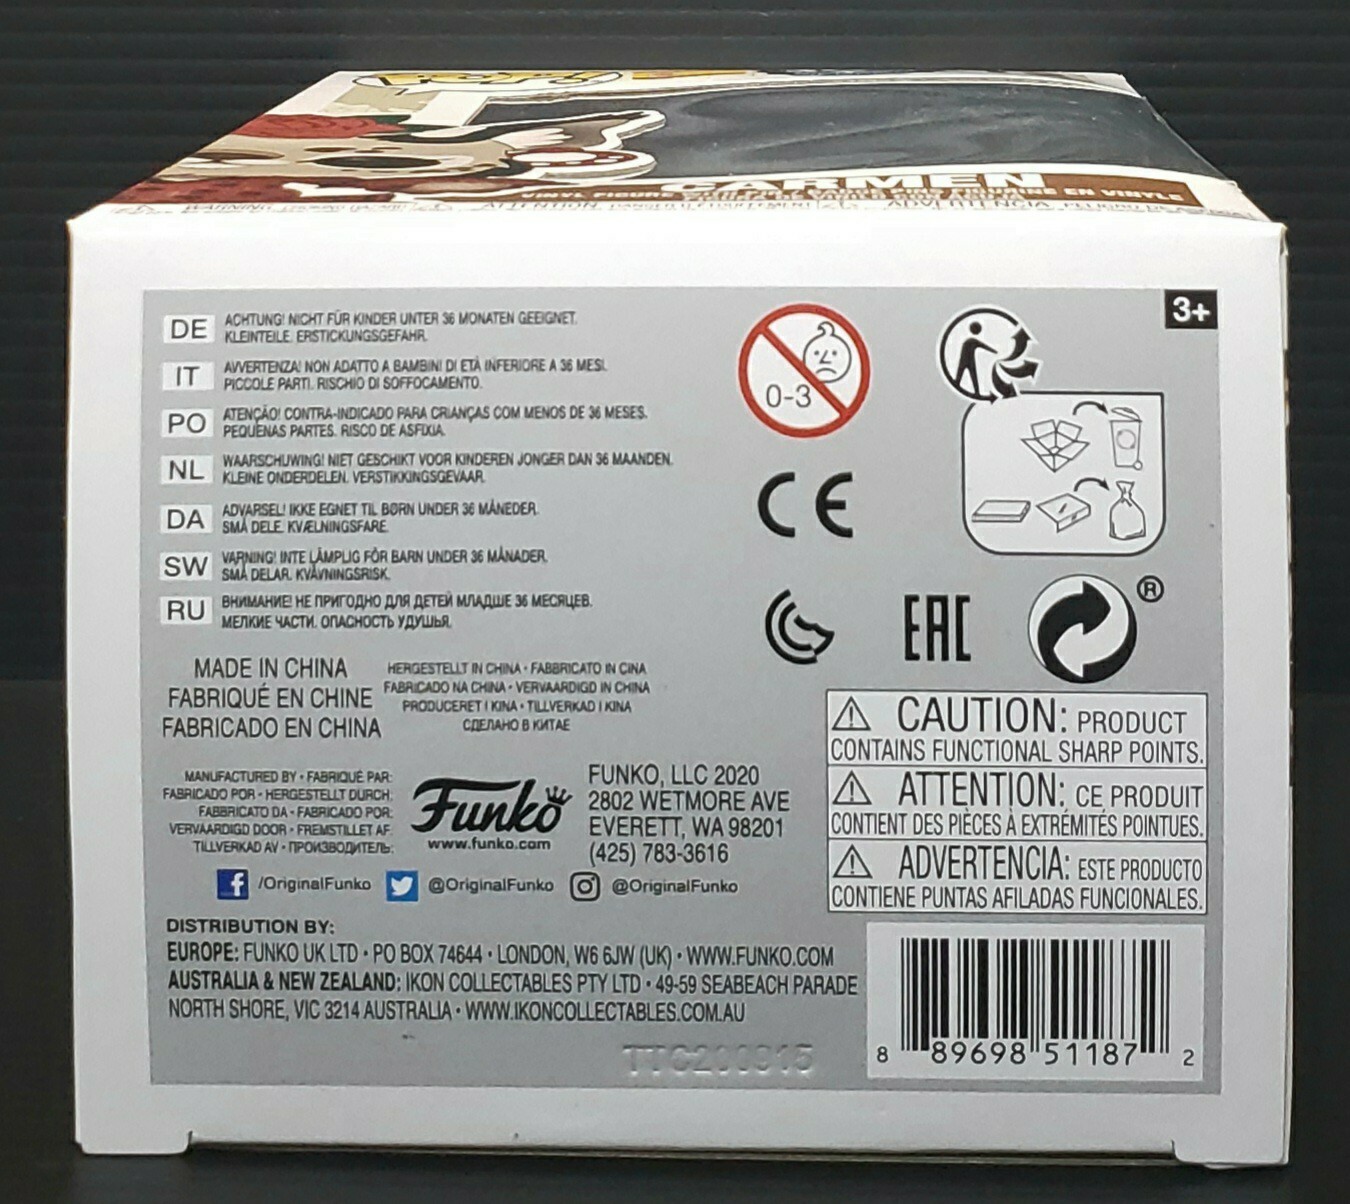 POP!
CARMEN
3+
DE ACHTUNG! NICHT FÜR KINDER UNTER 36 MONATEN GEEIGNET.
KLEINTEILE. ERSTICKUNGSGEFAHR.
IT AVVERTENZA! NON ADATTO A BAMBINI DI ETÀ INFERIORE A 36 MESI.
PICCOLE PARTI. RISCHIO DI SOFFOCAMENTO.
PO ATENÇÃO! CONTRA-INDICADO PARA CRIANÇAS COM MENOS DE 36 MESES.
PEQUENAS PARTES. RISCO DE ASFIXIA.
NL WAARSCHUWING! NIET GESCHIKT VOOR KINDEREN JONGER DAN 36 MAANDEN.
KLEINE ONDERDELEN. VERSTIKKINGSGEVAAR.
DA ADVARSEL! IKKE EGNET TIL BØRN UNDER 36 MÅNEDER.
SMÅ DELE. KVÆLNINGSFARE.
SW VARNING! INTE LÄMPLIG FÖR BARN UNDER 36 MÅNADER.
SMÅ DELAR. KVÄVNINGSRISK.
RU ВНИМАНИЕ! НЕ ПРИГОДНО ДЛЯ ДЕТЕЙ МЛАДШЕ 36 МЕСЯЦЕВ.
МЕЛКИЕ ЧАСТИ. ОПАСНОСТЬ УДУШЬЯ.
0-3
CE
EAC
®
MADE IN CHINA
FABRIQUÉ EN CHINE
FABRICADO EN CHINA
HERGESTELLT IN CHINA • FABBRICATO IN CINA
FABRICADO NA CHINA • VERVAARDIGD IN CHINA
PRODUCERET I KINA • TILLVERKAD I KINA
СДЕЛАНО В КИТАЕ
CAUTION: PRODUCT
CONTAINS FUNCTIONAL SHARP POINTS.
ATTENTION: CE PRODUIT
CONTIENT DES PIÈCES À EXTRÉMITÉS POINTUES.
ADVERTENCIA: ESTE PRODUCTO
CONTIENE PUNTAS AFILADAS FUNCIONALES.
MANUFACTURED BY • FABRIQUÉ PAR:
FABRICADO POR • HERGESTELLT DURCH:
FABBRICATO DA • FABRICADO POR:
VERVAARDIGD DOOR • FREMSTILLET AF:
TILLVERKAD AV • ПРОИЗВОДИТЕЛЬ:
Funko
www.funko.com
FUNKO, LLC 2020
2802 WETMORE AVE
EVERETT, WA 98201
(425) 783-3616
/OriginalFunko @OriginalFunko @OriginalFunko
DISTRIBUTION BY:
EUROPE: FUNKO UK LTD • PO BOX 74644 • LONDON, W6 6JW (UK) • WWW.FUNKO.COM
AUSTRALIA & NEW ZEALAND: IKON COLLECTABLES PTY LTD • 49-59 SEABEACH PARADE
NORTH SHORE, VIC 3214 AUSTRALIA • WWW.IKONCOLLECTABLES.COM.AU
8 89698 51187 2